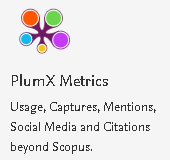 PlumX Metrics
Usage, Captures, Mentions,
Social Media and Citations
beyond Scopus.